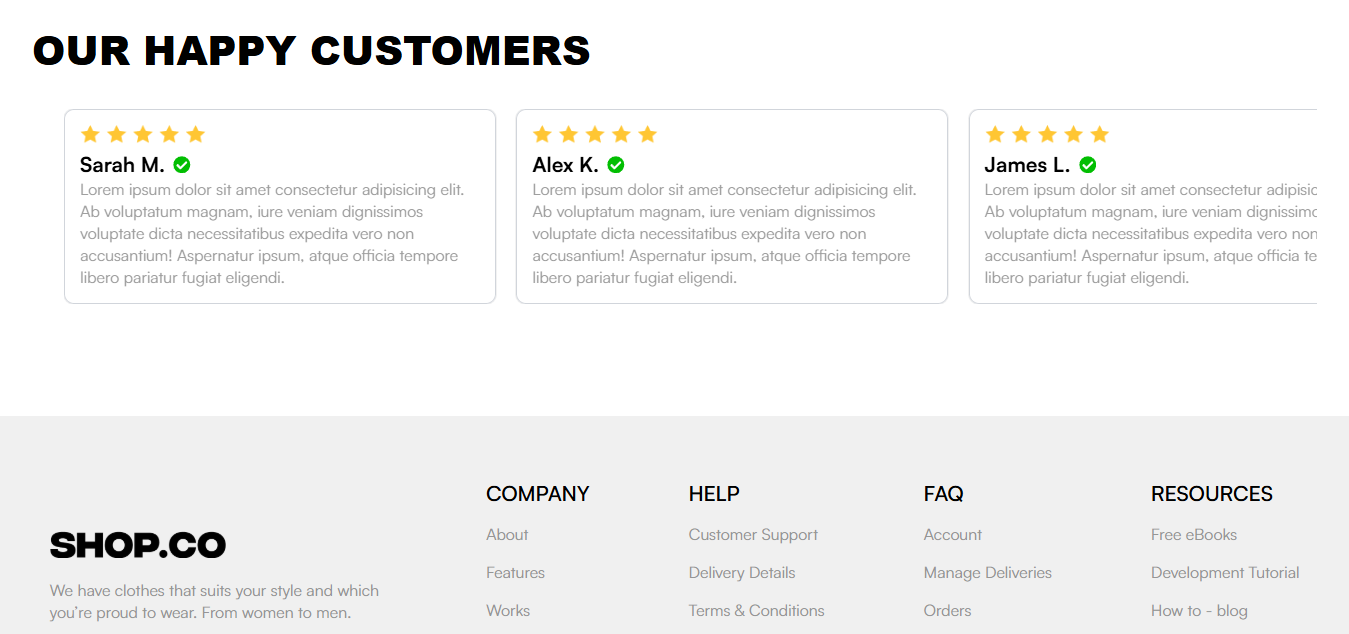 OUR HAPPY CUSTOMERS
Sarah M.
Lorem ipsum dolor sit amet consectetur adipisicing elit.
Ab voluptatum magnam, iure veniam dignissimos
voluptate dicta necessitatibus expedita vero non
accusantium! Aspernatur ipsum, atque officia tempore
libero pariatur fugiat eligendi.
Alex K.
Lorem ipsum dolor sit amet consectetur adipisicing elit.
Ab voluptatum magnam, iure veniam dignissimos
voluptate dicta necessitatibus expedita vero non
accusantium! Aspernatur ipsum, atque officia tempore
libero pariatur fugiat eligendi.
James L.
Lorem ipsum dolor sit amet consectetur adipisic
Ab voluptatum magnam, iure veniam dignissimo
voluptate dicta necessitatibus expedita vero non
accusantium! Aspernatur ipsum, atque officia te
libero pariatur fugiat eligendi.
SHOP.CO
We have clothes that suits your style and which
you’re proud to wear. From women to men.
COMPANY
About
Features
Works
HELP
Customer Support
Delivery Details
Terms & Conditions
FAQ
Account
Manage Deliveries
Orders
RESOURCES
Free eBooks
Development Tutorial
How to - blog